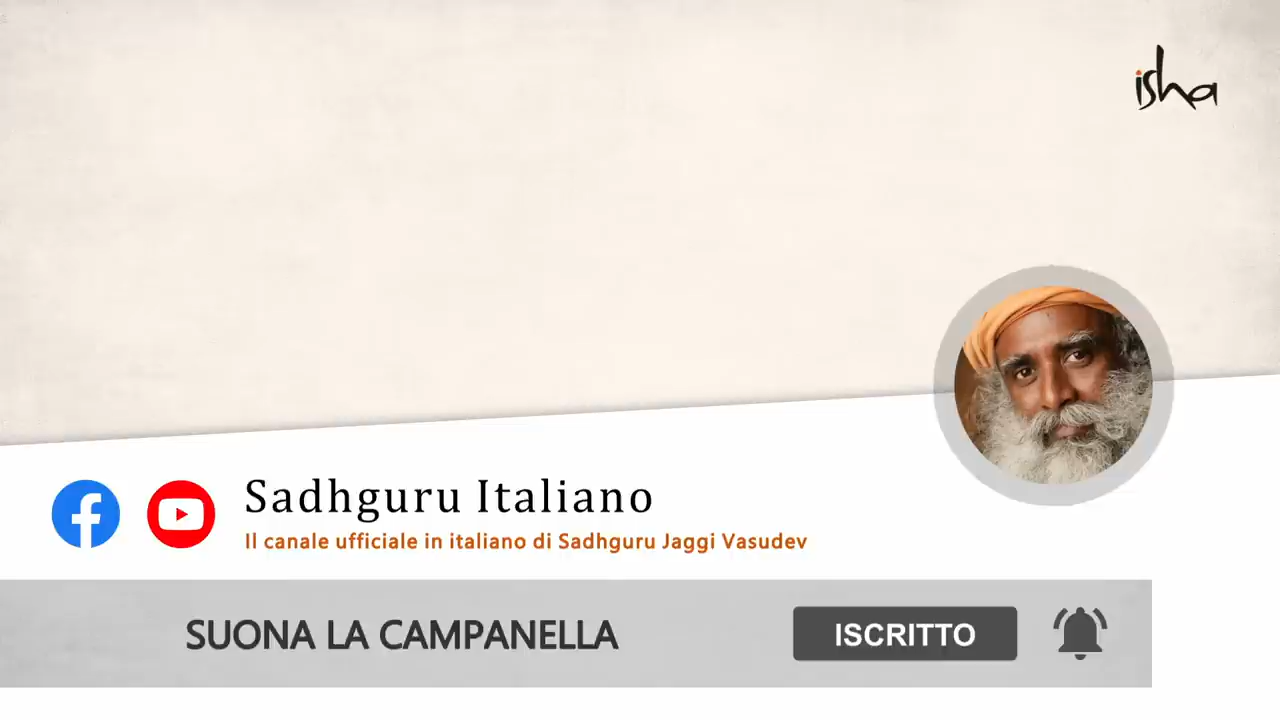 isha
Sadhguru Italiano
Il canale ufficiale in italiano di Sadhguru Jaggi Vasudev
SUONA LA CAMPANELLA
ISCRITTO